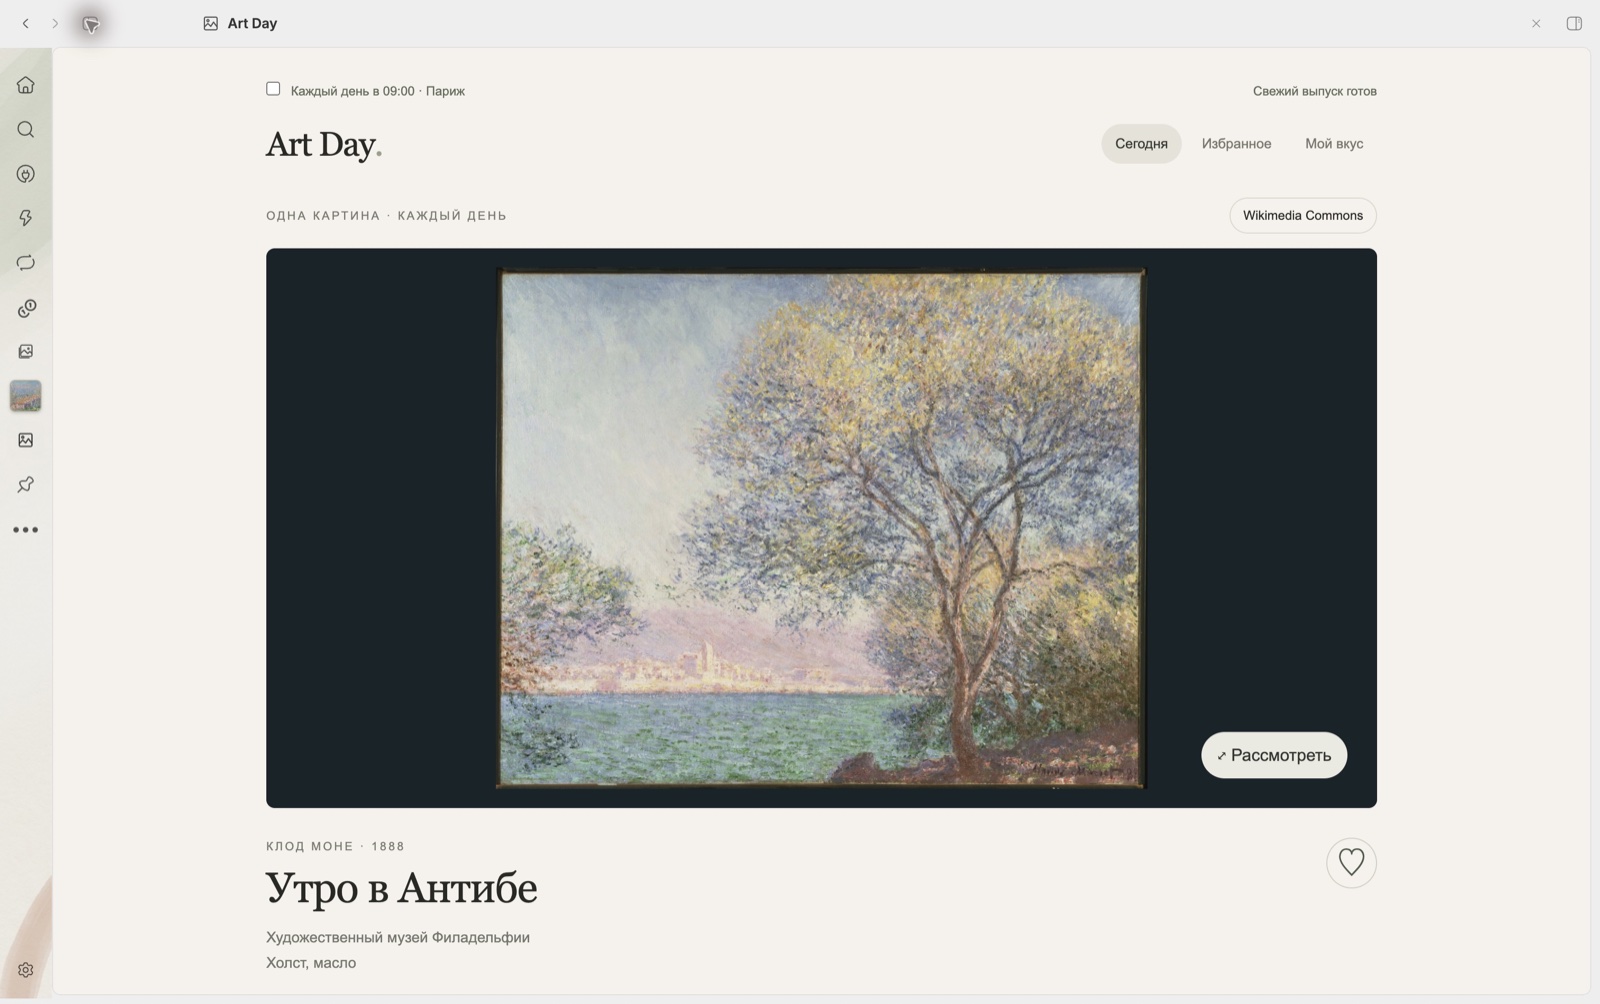 Art Day
Каждый день в 09:00 · Париж
Свежий выпуск готов
Art Day.
Сегодня
Избранное
Мой вкус
ОДНА КАРТИНА · КАЖДЫЙ ДЕНЬ
Wikimedia Commons
Рассмотреть
КЛОД МОНЕ · 1888
Утро в Антибе
Художественный музей Филадельфии
Холст, масло